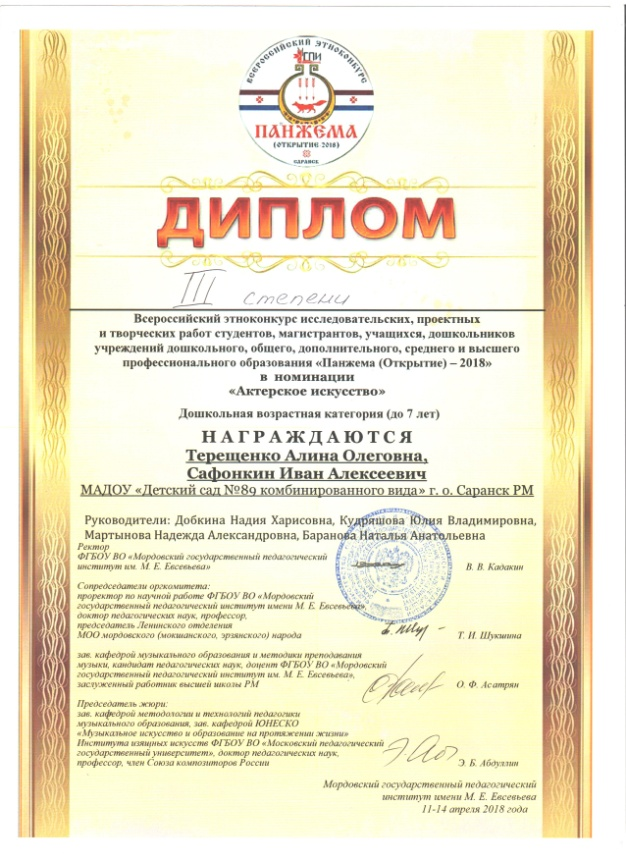 ВСЕРОССИЙСКИЙ ЭТНОКОНКУРС
ГПИ
ПАНЖЕМА
(ОТКРЫТИЕ-2018)
САРАНСК
ДИПЛОМ
III степени
Всероссийский этноконкурс исследовательских, проектных
и творческих работ студентов, магистрантов, учащихся, дошкольников
учреждений дошкольного, общего, дополнительного, среднего и высшего
профессионального образования «Панжема (Открытие) – 2018»
в номинации
«Актерское искусство»
Дошкольная возрастная категория (до 7 лет)
НАГРАЖДАЮТСЯ
Терещенко Алина Олеговна,
Сафонкин Иван Алексеевич
МАДОУ «Детский сад №89 комбинированного вида» г. о. Саранск РМ
Руководители: Добкина Надия Харисовна, Кудряшова Юлия Владимировна,
Мартынова Надежда Александровна, Баранова Наталья Анатольевна
Ректор
ФГБОУ ВО «Мордовский государственный педагогический
институт им. М. Е. Евсевьева» В. В. Кадакин
Сопредседатели оргкомитета:
проректор по научной работе ФГБОУ ВО «Мордовский
государственный педагогический институт имени М. Е. Евсевьева»,
доктор педагогических наук, профессор,
председатель Ленинского отделения
МОО мордовского (мокшанского, эрзянского) народа Т. И. Шукшина
зав. кафедрой музыкального образования и методики преподавания
музыки, кандидат педагогических наук, доцент ФГБОУ ВО «Мордовский
государственный педагогический институт им. М. Е. Евсевьева»,
заслуженный работник высшей школы РМ О. Ф. Асатрян
Председатель жюри:
зав. кафедрой методологии и технологий педагогики
музыкального образования, зав. кафедрой ЮНЕСКО
«Музыкальное искусство и образование на протяжении жизни»
Института изящных искусств ФГБОУ ВО «Московский педагогический
государственный университет», доктор педагогических наук,
профессор, член Союза композиторов России Э. Б. Абдуллин
Мордовский государственный педагогический
институт имени М. Е. Евсевьева
11-14 апреля 2018 года